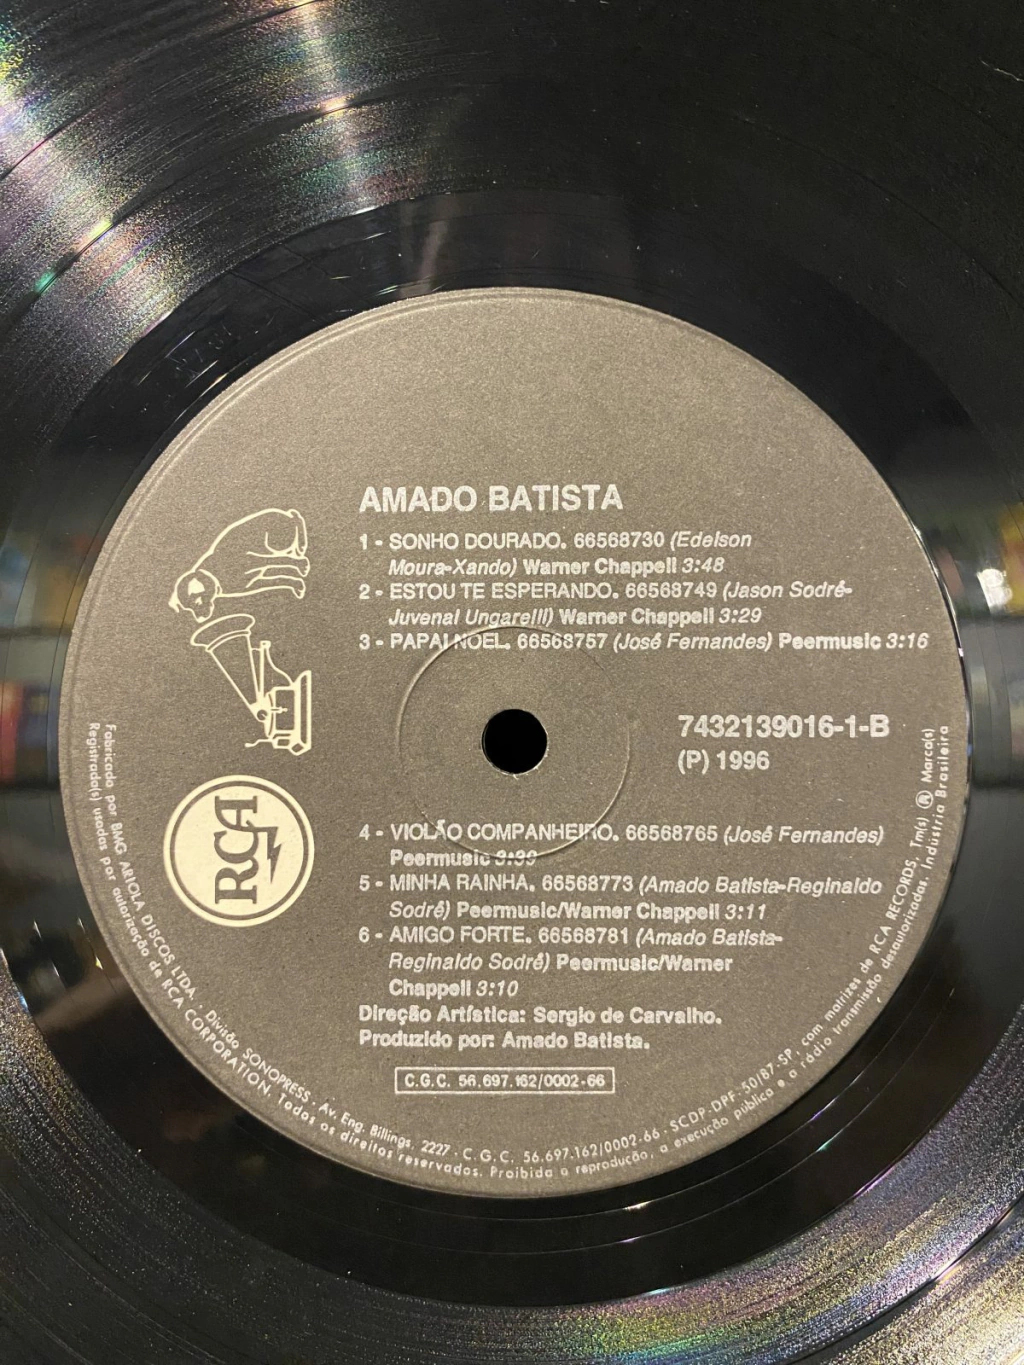 AMADO BATISTA
1 - SONHO DOURADO. 66568730 (Edelson
Moura-Xando) Warner Chappell 3:48
2 - ESTOU TE ESPERANDO. 66568749 (Jason Sodré-
Juvenal Ungarelli) Warner Chappell 3:29
3 - PAPAI NOEL. 66568757 (José Fernandes) Peermusic 3:16
7432139016-1-B
(P) 1996
4 - VIOLÃO COMPANHEIRO. 66568765 (José Fernandes)
Peermusic 3:39
5 - MINHA RAINHA. 66568773 (Amado Batista-Reginaldo
Sodré) Peermusic/Warner Chappell 3:11
6 - AMIGO FORTE. 66568781 (Amado Batista-
Reginaldo Sodré) Peermusic/Warner
Chappell 3:10
Direção Artística: Sergio de Carvalho.
Produzido por: Amado Batista.
C.G.C. 56.697.162/0002-66
RCA
Fabricado por BMG ARIOLA DISCOS LTDA. - Divisão SONOPRESS - Av. Eng. Billings, 2227 - C.G.C. 56.697.162/0002-66, SCDP-DPF-50/87-SP, com matrizes de RCA RECORDS, Tm(s) ® Marca(s)
Registrada(s) usadas por autorização de RCA CORPORATION. Todos os direitos reservados. Proibida a reprodução, a execução pública e a rádio transmissão desautorizadas. Indústria Brasileira